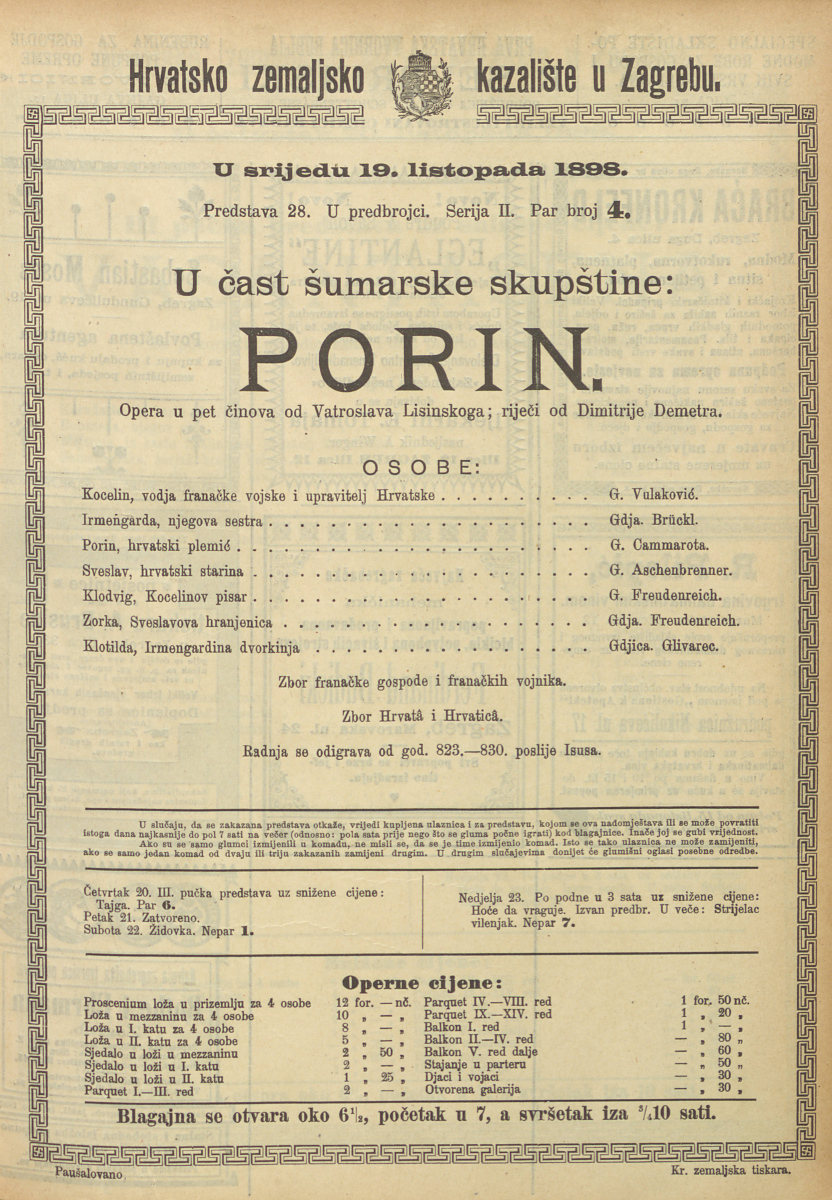 Hrvatsko zemaljsko kazalište u Zagrebu.
U srijedu 19. listopada 1898.
Predstava 28. U predbrojci. Serija II. Par broj 4.
U čast šumarske skupštine:
PORIN.
Opera u pet činova od Vatroslava Lisinskoga; riječi od Dimitrije Demetra.
OSOBE:
Kocelin, vodja franačke vojske i upravitelj Hrvatske . . . . . . . . . . G. Vulaković.
Irmengarda, njegova sestra . . . . . . . . . . . . . . . . . . . . . Gdja. Brückl.
Porin, hrvatski plemić . . . . . . . . . . . . . . . . . . . . . . . G. Cammarota.
Sveslav, hrvatski starina . . . . . . . . . . . . . . . . . . . . . . G. Aschenbrenner.
Klodvig, Kocelinov pisar . . . . . . . . . . . . . . . . . . . . . . G. Freudenreich.
Zorka, Sveslavova hranjenica . . . . . . . . . . . . . . . . . . . . Gdja. Freudenreich.
Klotilda, Irmengardina dvorkinja . . . . . . . . . . . . . . . . . . Gdjica. Glivarec.
Zbor franačke gospode i franačkih vojnika.
Zbor Hrvatâ i Hrvaticâ.
Radnja se odigrava od god. 823.—830. poslije Isusa.
U slučaju, da se zakazana predstava otkaže, vrijedi kupljena ulaznica i za predstavu, kojom se ova nadomještava ili se može povratiti
istoga dana najkasnije do pol 7 sati na večer (odnosno: pola sata prije nego što se gluma počne igrati) kod blagajnice. Inače joj se gubi vrijednost.
Ako su se samo glumci izmijenili u komadu, ne misli se, da se je time izmijenio komad. Isto se tako ulaznica ne može zamijeniti,
ako se samo jedan komad od dvaju ili triju zakazanih zamijeni drugim. U drugim slučajevima donijet će glumišni oglasi posebne odredbe.
Četvrtak 20. III. pučka predstava uz snižene cijene:
Tajga. Par 6.
Petak 21. Zatvoreno.
Subota 22. Židovka. Nepar 1.
Nedjelja 23. Po podne u 3 sata uz snižene cijene:
Hoće da vraguje. Izvan predbr. U veče: Strijelac
vilenjak. Nepar 7.
Operne cijene:
Proscenium loža u prizemlju za 4 osobe 12 for. — nč.
Loža u mezzaninu za 4 osobe 10 „ — „
Loža u I. katu za 4 osobe 8 „ — „
Loža u II. katu za 4 osobe 5 „ — „
Sjedalo u loži u mezzaninu 2 „ 50 „
Sjedalo u loži u I. katu 2 „ — „
Sjedalo u loži u II. katu 1 „ 25 „
Parquet I.—III. red 2 „ — „
Parquet IV.—VIII. red 1 for. 50 nč.
Parquet IX.—XIV. red 1 „ 20 „
Balkon I. red 1 „ — „
Balkon II.—IV. red — „ 80 „
Balkon V. red dalje — „ 60 „
Stajanje u parteru — „ 50 „
Djaci i vojaci — „ 30 „
Otvorena galerija — „ 30 „
Blagajna se otvara oko 6½, početak u 7, a svršetak iza ¾10 sati.
Paušalovano.
Kr. zemaljska tiskara.